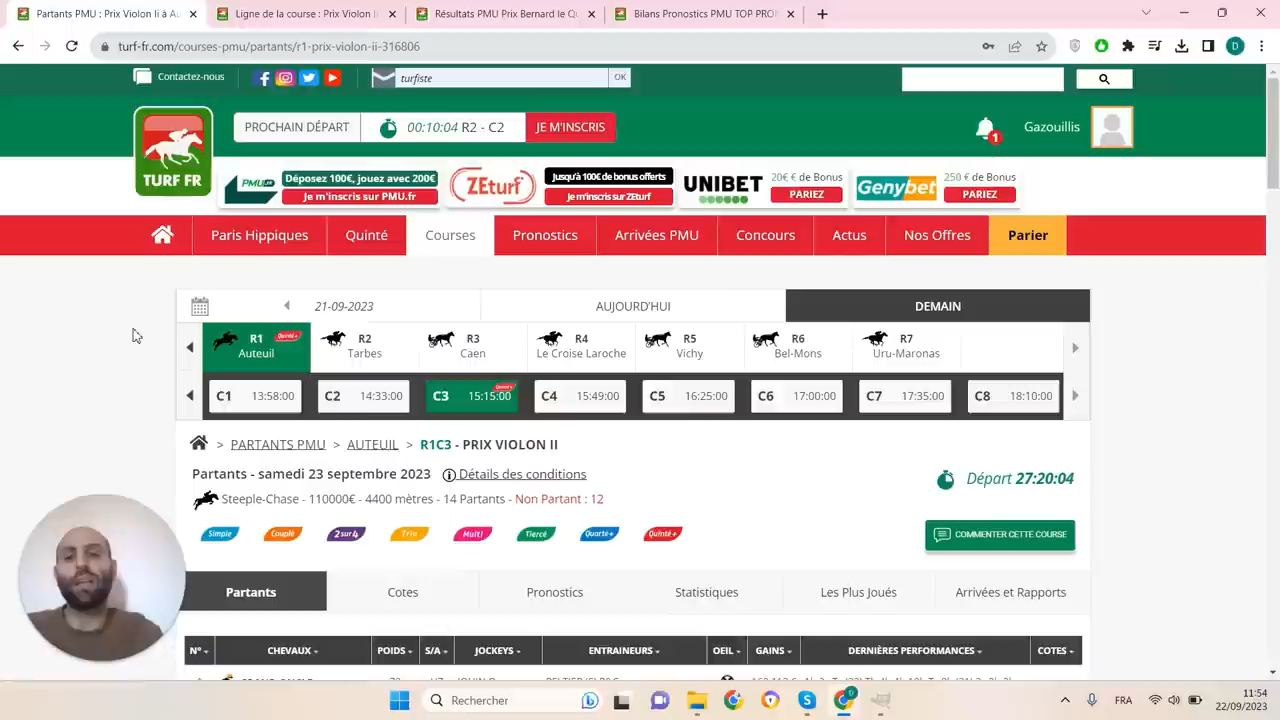 Partants PMU : Prix Violon Ii à Au
Ligne de la course : Prix Violon I
Résultats PMU Prix Bernard le Qu
Bilans Pronostics PMU TOP PRON
turf-fr.com/courses-pmu/partants/r1-prix-violon-ii-316806
D
Contactez-nous
turfiste
OK
TURF FR
PROCHAIN DÉPART
00:10:04 R2 - C2
JE M'INSCRIS
1
Gazouillis
PMU.fr
Déposez 100€, jouez avec 200€
Je m'inscris sur PMU.fr
ZEturf
Jusqu'à 100€ de bonus offerts
Je m'inscris sur ZEturf
UNIBET
20€ € de Bonus
PARIEZ
Genybet
250 € de Bonus
PARIEZ
Paris Hippiques
Quinté
Courses
Pronostics
Arrivées PMU
Concours
Actus
Nos Offres
Parier
21-09-2023
AUJOURD'HUI
DEMAIN
R1 Quinté+
Auteuil
R2
Tarbes
R3
Caen
R4
Le Croise Laroche
R5
Vichy
R6
Bel-Mons
R7
Uru-Maronas
C1 13:58:00
C2 14:33:00
C3 15:15:00 Quinté+
C4 15:49:00
C5 16:25:00
C6 17:00:00
C7 17:35:00
C8 18:10:00
> PARTANTS PMU > AUTEUIL > R1C3 - PRIX VIOLON II
Partants - samedi 23 septembre 2023
Détails des conditions
Départ 27:20:04
Steeple-Chase - 110000€ - 4400 mètres - 14 Partants - Non Partant : 12
Simple
Couplé
2 sur 4
Trio
Multi
Tiercé
Quarté+
Quinté+
COMMENTER CETTE COURSE
Partants
Cotes
Pronostics
Statistiques
Les Plus Joués
Arrivées et Rapports
N°
CHEVAUX
POIDS
S/A
JOCKEYS
ENTRAINEURS
OEIL
GAINS
DERNIÈRES PERFORMANCES
COTES
Rechercher
FRA
11:54
22/09/2023